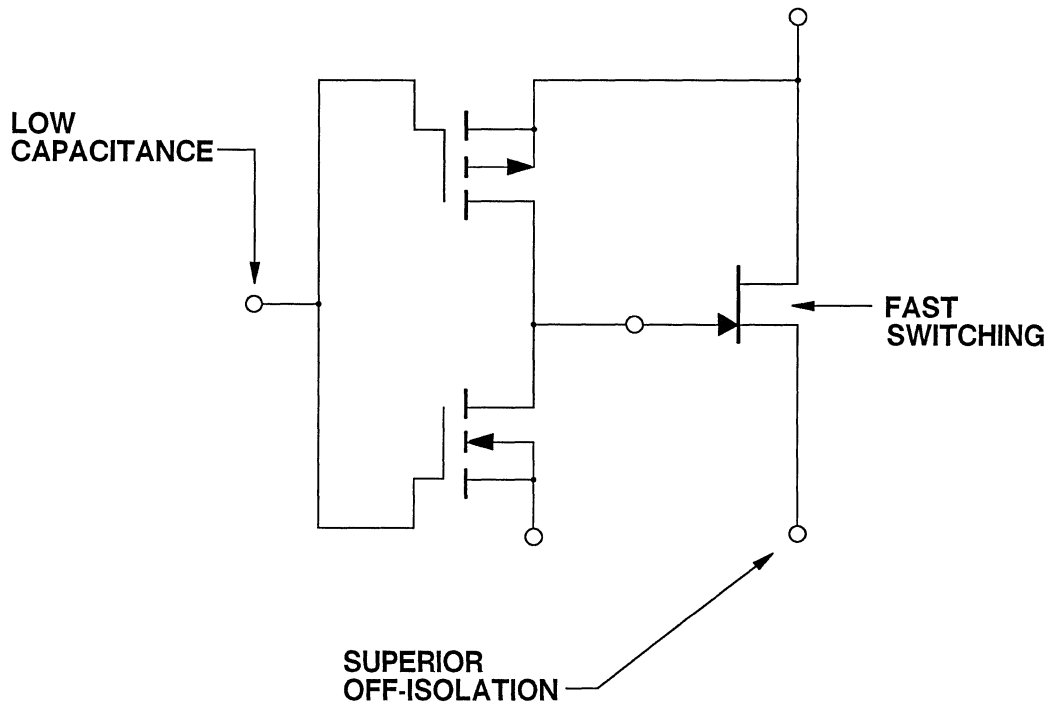 LOW
CAPACITANCE
FAST
SWITCHING
SUPERIOR
OFF-ISOLATION